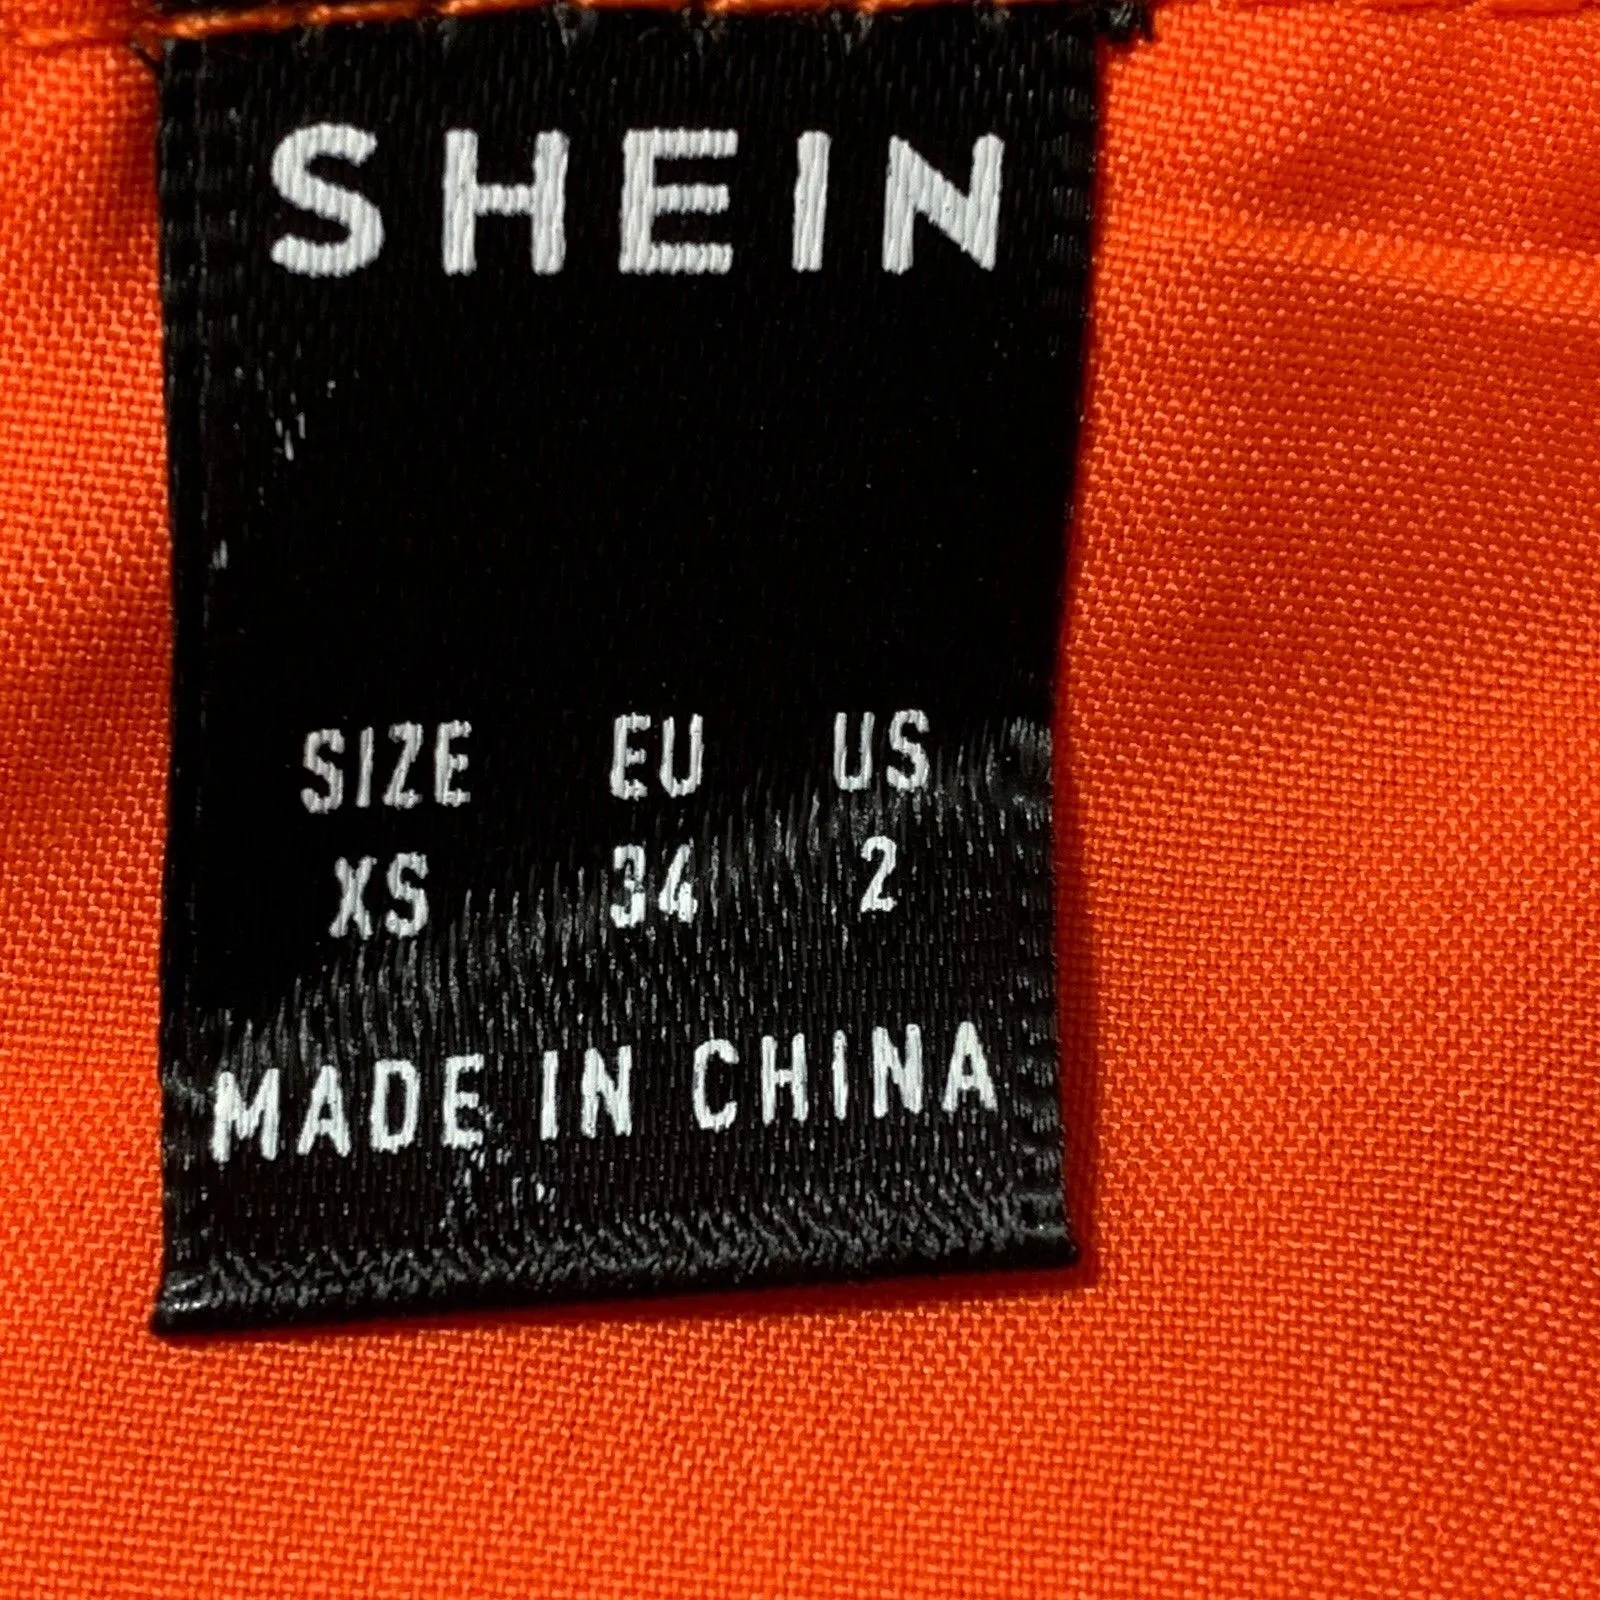 SHEIN
SIZE EU US
XS 34 2
MADE IN CHINA